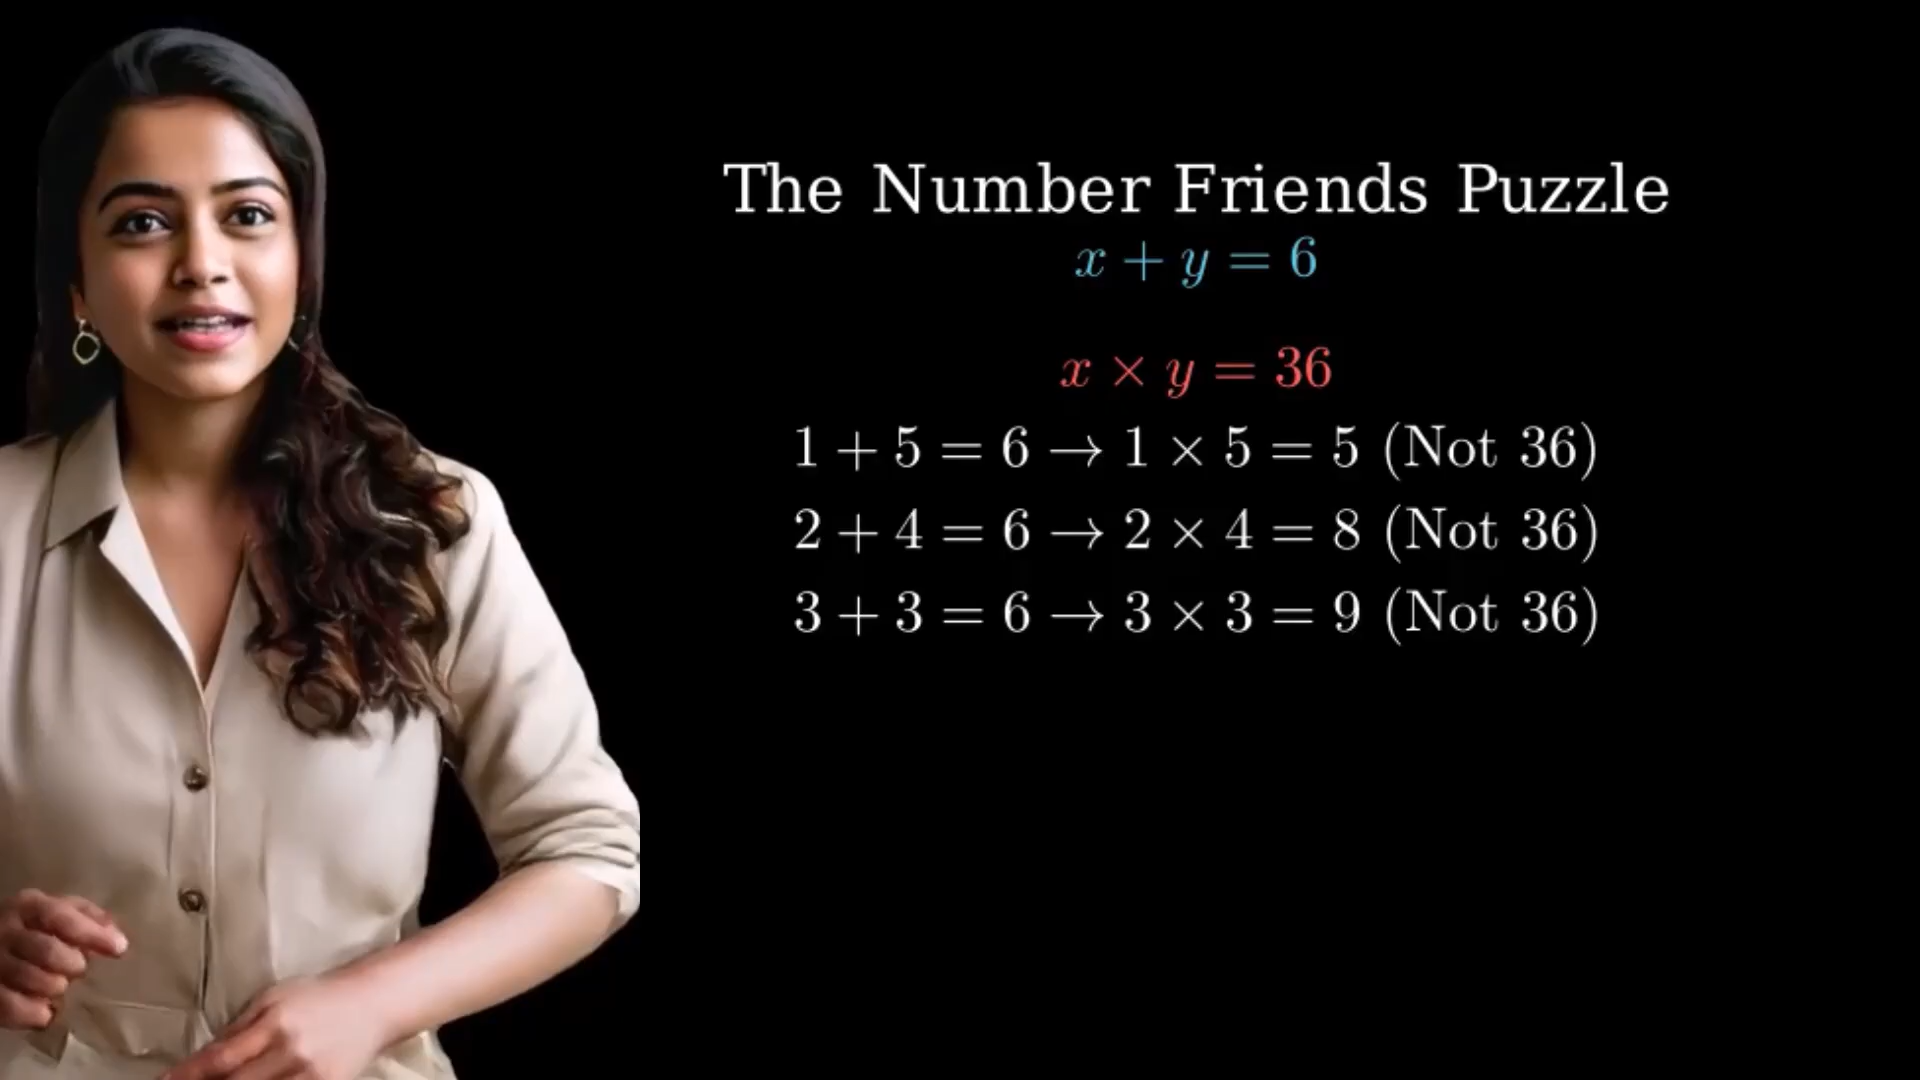 The Number Friends Puzzle
x + y = 6
x × y = 36
1 + 5 = 6 → 1 × 5 = 5 (Not 36)
2 + 4 = 6 → 2 × 4 = 8 (Not 36)
3 + 3 = 6 → 3 × 3 = 9 (Not 36)